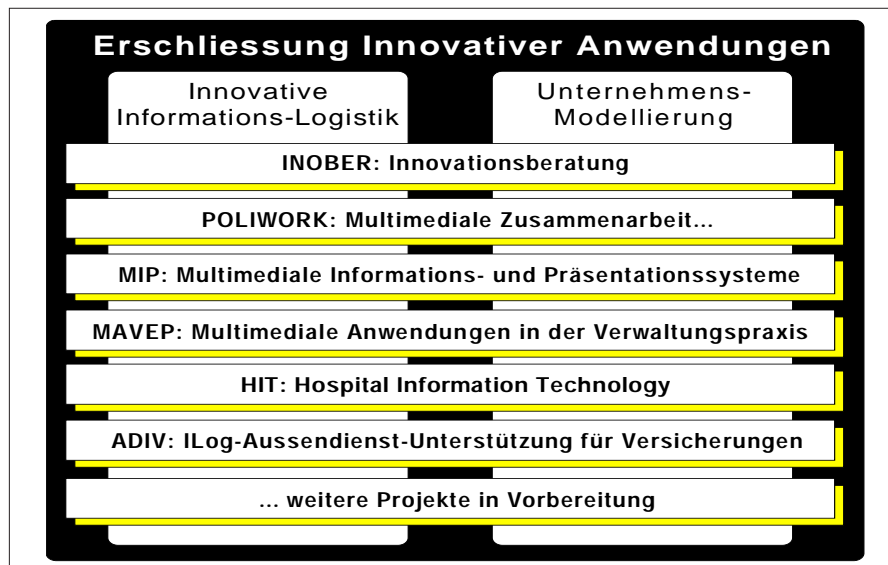 Erschliessung Innovativer Anwendungen
Innovative
Informations-Logistik
Unternehmens-
Modellierung
INOBER: Innovationsberatung
POLIWORK: Multimediale Zusammenarbeit...
MIP: Multimediale Informations- und Präsentationssysteme
MAVEP: Multimediale Anwendungen in der Verwaltungspraxis
HIT: Hospital Information Technology
ADIV: ILog-Aussendienst-Unterstützung für Versicherungen
... weitere Projekte in Vorbereitung